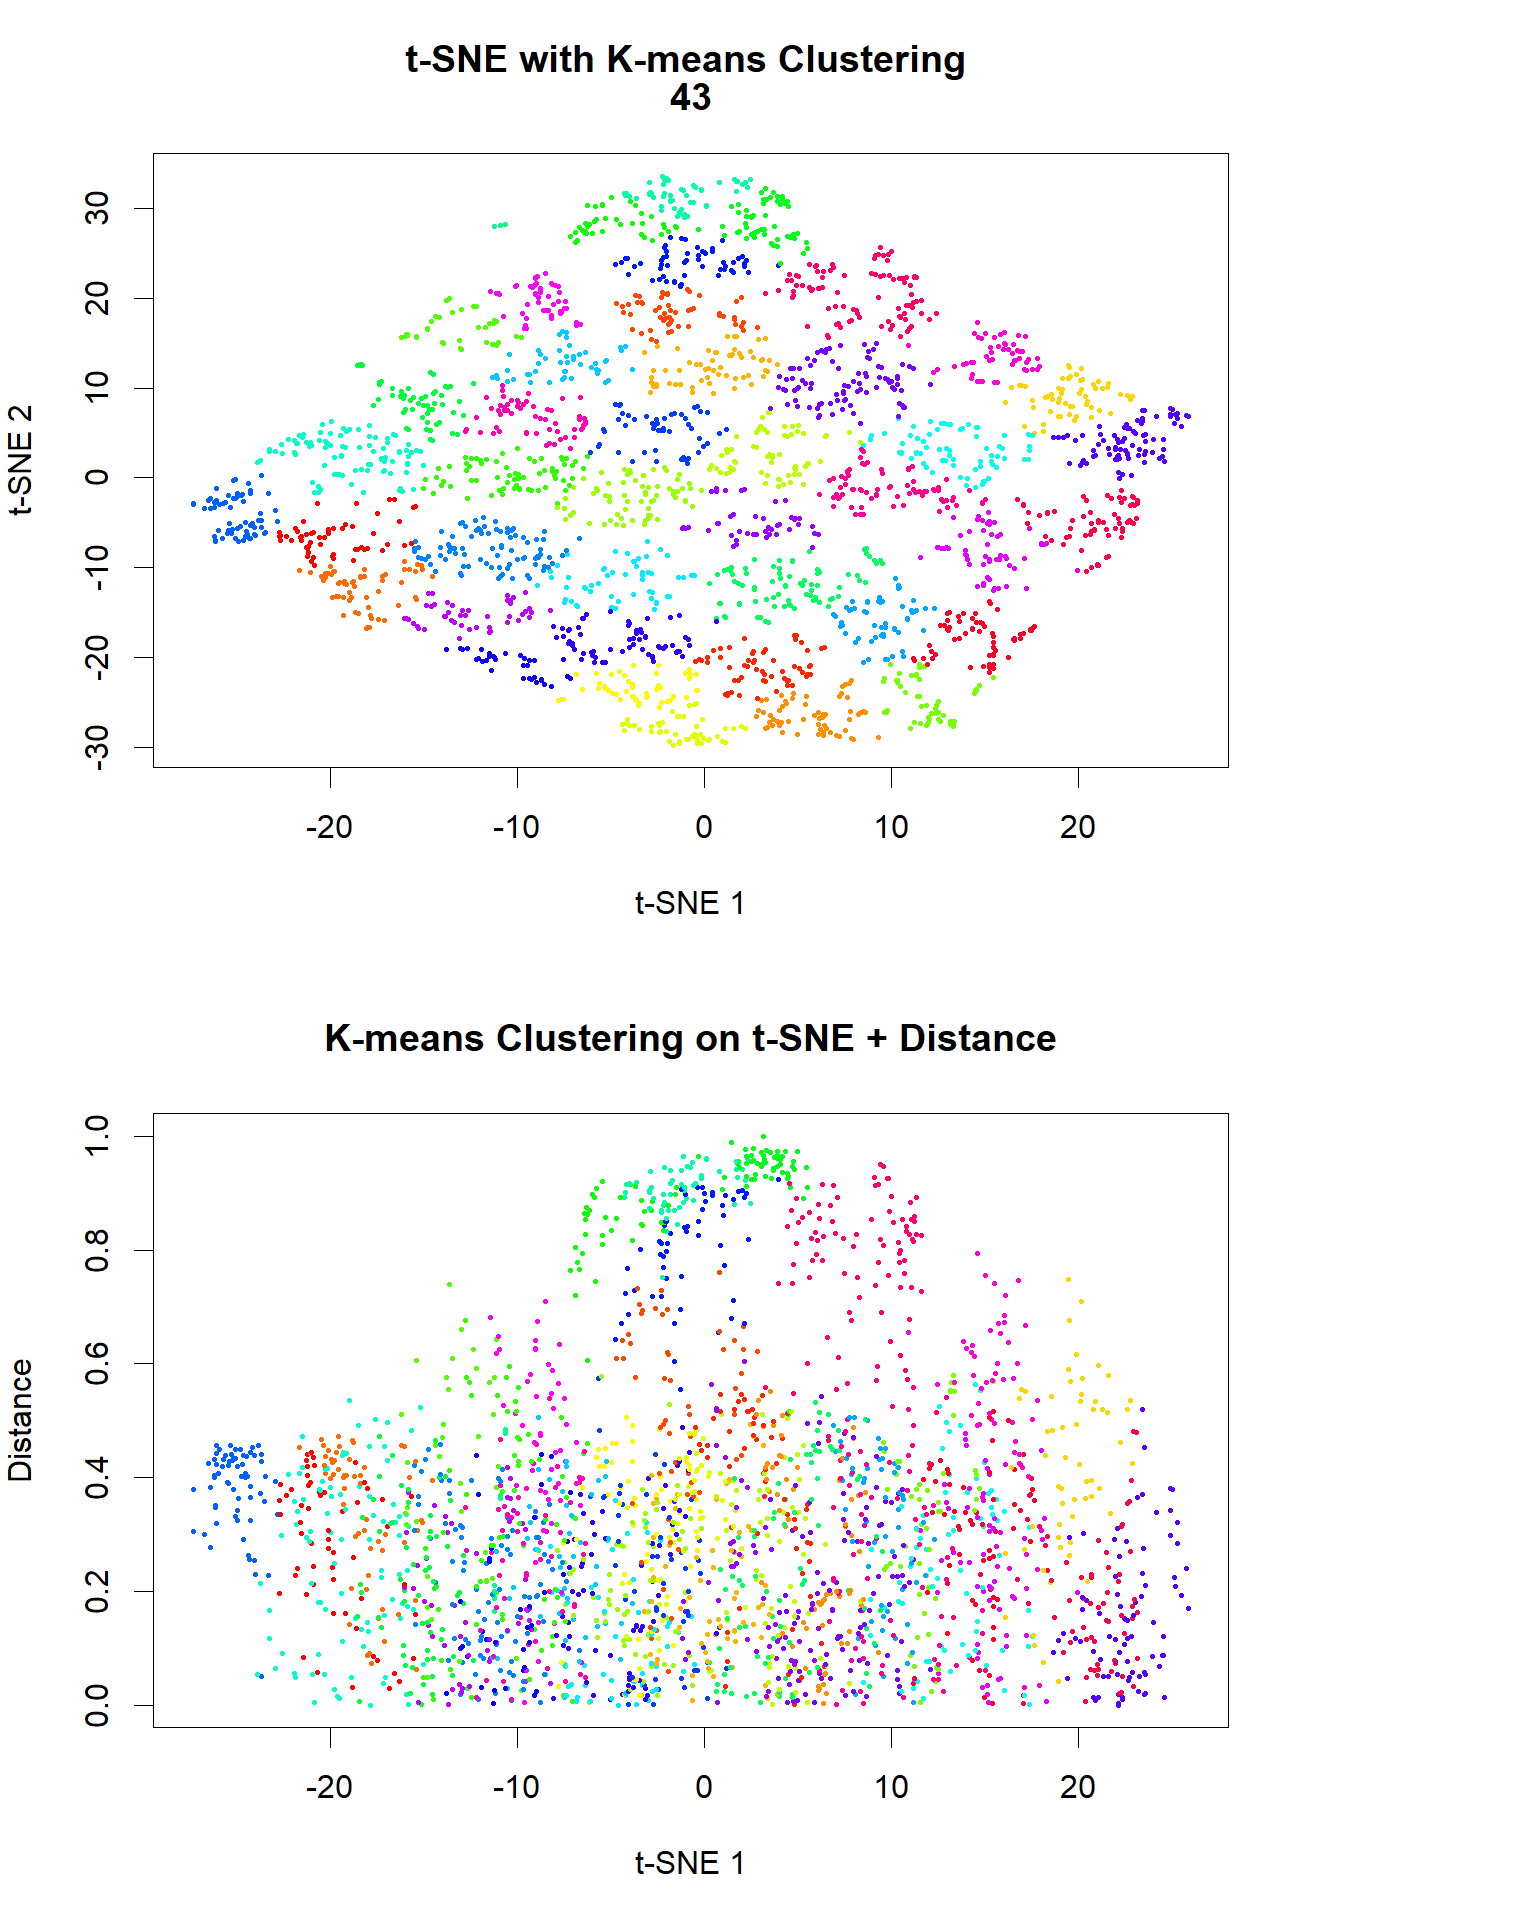 t-SNE with K-means Clustering
43
t-SNE 2
30
20
10
0
-10
-20
-30
-20 -10 0 10 20
t-SNE 1
K-means Clustering on t-SNE + Distance
Distance
1.0
0.8
0.6
0.4
0.2
0.0
-20 -10 0 10 20
t-SNE 1